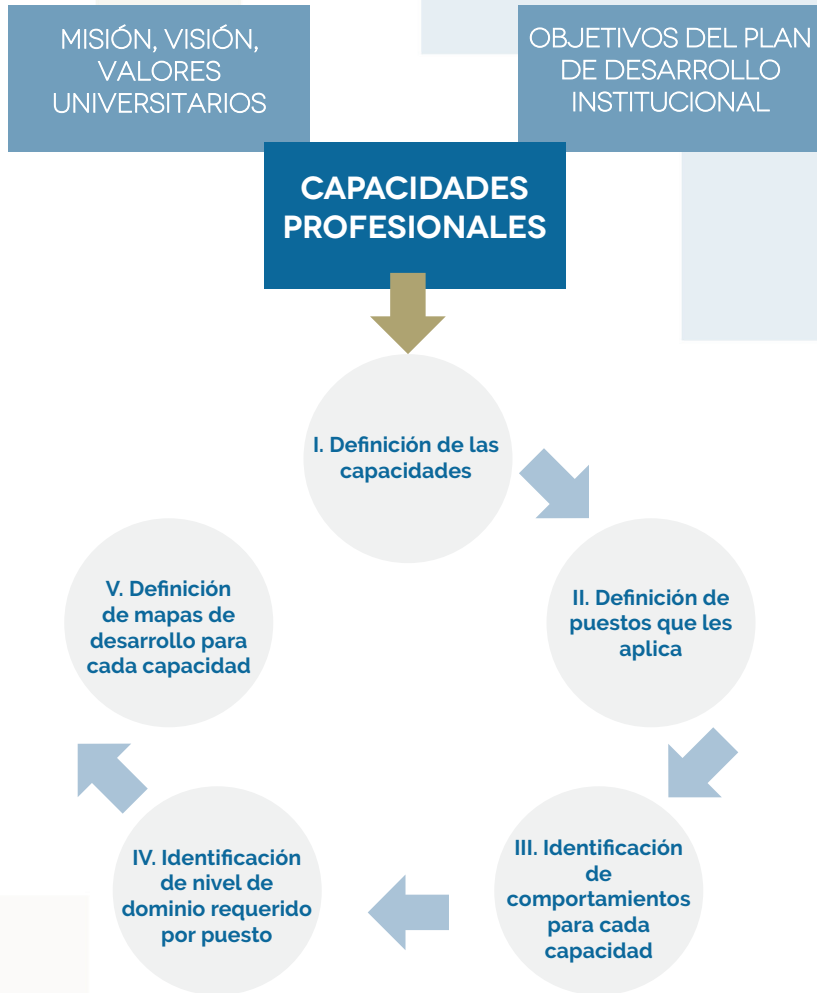 MISIÓN, VISIÓN,
VALORES
UNIVERSITARIOS
OBJETIVOS DEL PLAN
DE DESARROLLO
INSTITUCIONAL
CAPACIDADES
PROFESIONALES
I. Definición de las
capacidades
II. Definición de
puestos que les
aplica
III. Identificación
de
comportamientos
para cada
capacidad
IV. Identificación
de nivel de
dominio requerido
por puesto
V. Definición
de mapas de
desarrollo para
cada capacidad